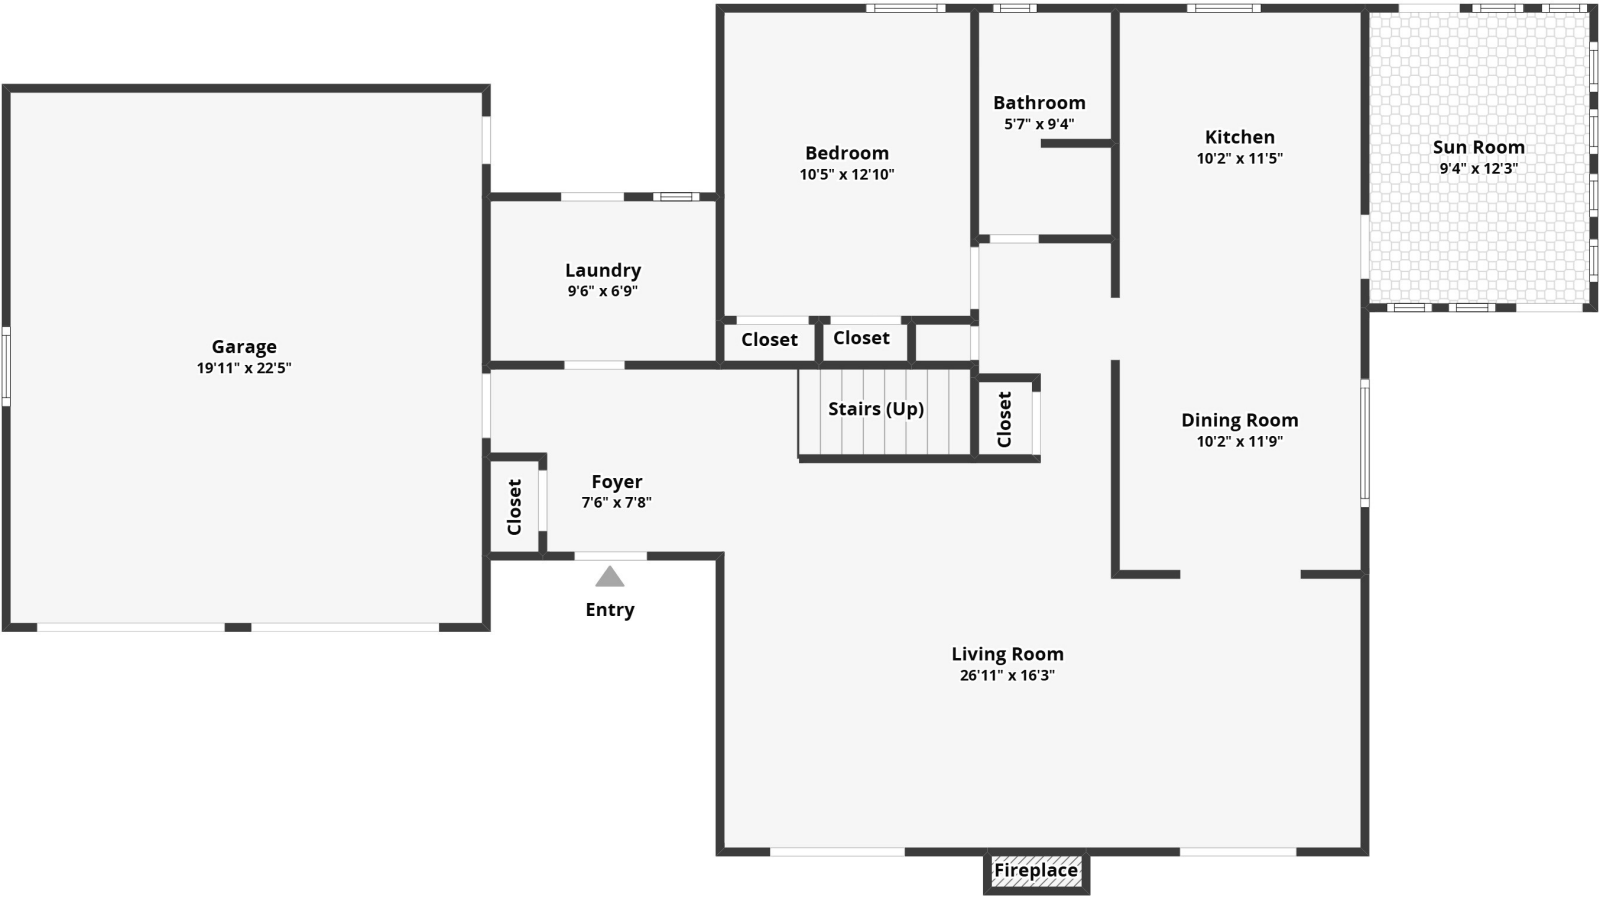 Bathroom
5'7" x 9'4"
Kitchen
10'2" x 11'5"
Sun Room
9'4" x 12'3"
Bedroom
10'5" x 12'10"
Laundry
9'6" x 6'9"
Garage
19'11" x 22'5"
Closet
Closet
Stairs (Up)
Closet
Dining Room
10'2" x 11'9"
Closet
Foyer
7'6" x 7'8"
Entry
Living Room
26'11" x 16'3"
Fireplace